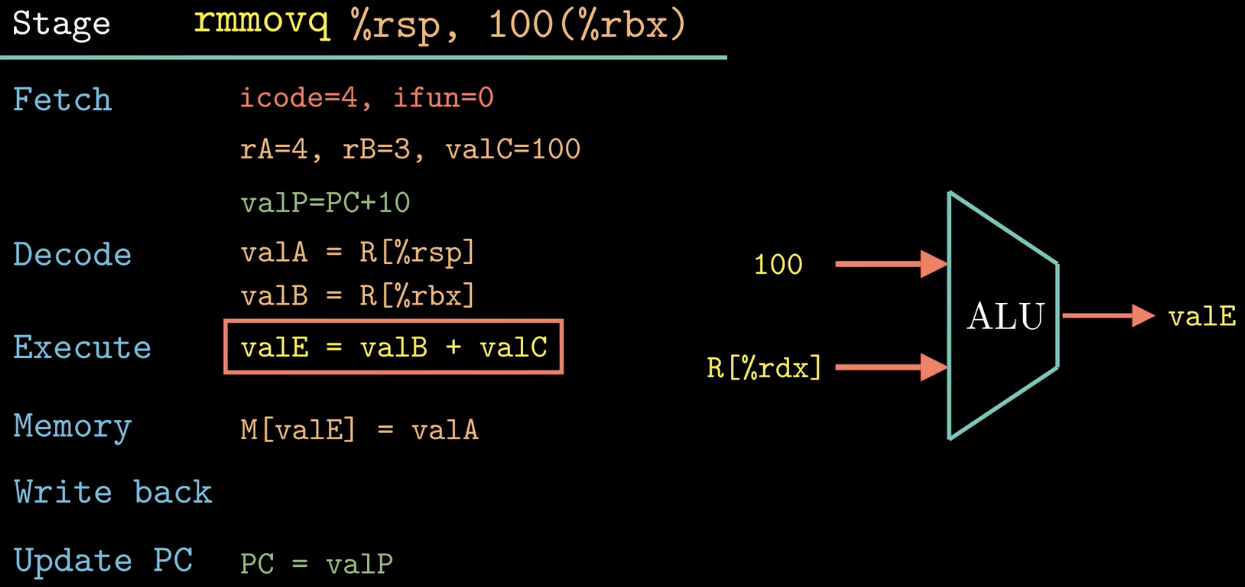 Stage rmmovq %rsp, 100(%rbx)
Fetch icode=4, ifun=0
rA=4, rB=3, valC=100
valP=PC+10
Decode valA = R[%rsp]
valB = R[%rbx]
Execute valE = valB + valC
Memory M[valE] = valA
Write back
Update PC PC = valP
100
R[%rdx]
ALU
valE